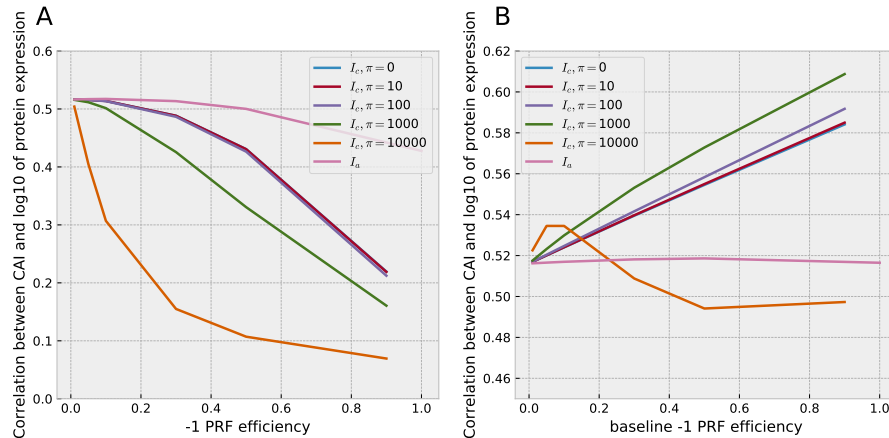 A
Correlation between CAI and log10 of protein expression
0.6
0.5
0.4
0.3
0.2
0.1
0.0
0.0 0.2 0.4 0.6 0.8 1.0
-1 PRF efficiency
I_c, π = 0
I_c, π = 10
I_c, π = 100
I_c, π = 1000
I_c, π = 10000
I_a
B
Correlation between CAI and log10 of protein expression
0.62
0.60
0.58
0.56
0.54
0.52
0.50
0.48
0.46
0.0 0.2 0.4 0.6 0.8 1.0
baseline -1 PRF efficiency
I_c, π = 0
I_c, π = 10
I_c, π = 100
I_c, π = 1000
I_c, π = 10000
I_a